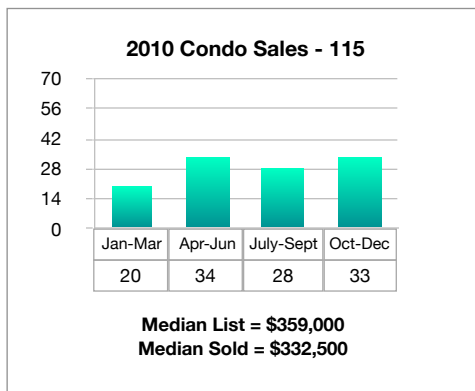 2010 Condo Sales - 115
70
56
42
28
14
0
Jan-Mar Apr-Jun July-Sept Oct-Dec
20 34 28 33
Median List = $359,000
Median Sold = $332,500